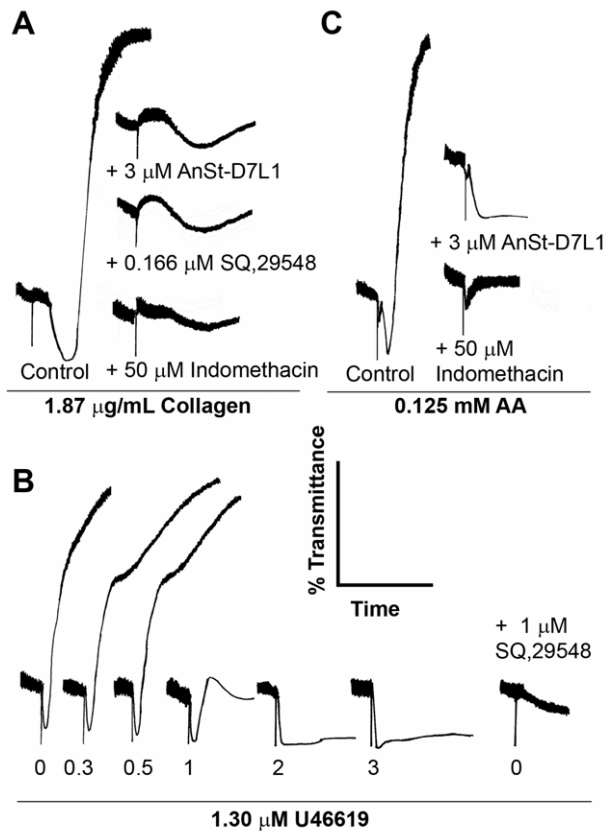 A
+ 3 μM AnSt-D7L1
+ 0.166 μM SQ,29548
Control
+ 50 μM Indomethacin
1.87 μg/mL Collagen
C
+ 3 μM AnSt-D7L1
Control
+ 50 μM
Indomethacin
0.125 mM AA
B
% Transmittance
Time
+ 1 μM
SQ,29548
0 0.3 0.5 1 2 3 0
1.30 μM U46619